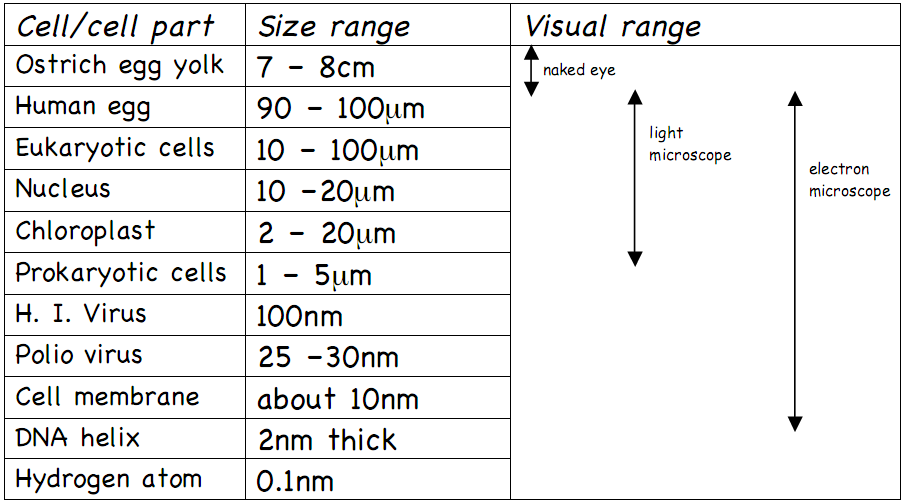 Cell/cell part Size range Visual range
Ostrich egg yolk 7 – 8cm
naked eye
Human egg 90 – 100μm
Eukaryotic cells 10 – 100μm
light
microscope
Nucleus 10 –20μm
electron
microscope
Chloroplast 2 – 20μm
Prokaryotic cells 1 – 5μm
H. I. Virus 100nm
Polio virus 25 –30nm
Cell membrane about 10nm
DNA helix 2nm thick
Hydrogen atom 0.1nm